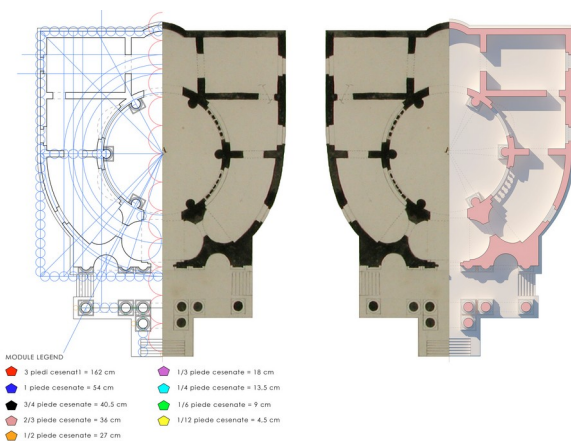 MODULE LEGEND
3 piedi cesenat1 = 162 cm
1 piede cesenate = 54 cm
3/4 piede cesenate = 40,5 cm
2/3 piede cesenate = 36 cm
1/2 piede cesenate = 27 cm
1/3 piede cesenate = 18 cm
1/4 piede cesenate = 13,5 cm
1/6 piede cesenate = 9 cm
1/12 piede cesenate = 4,5 cm